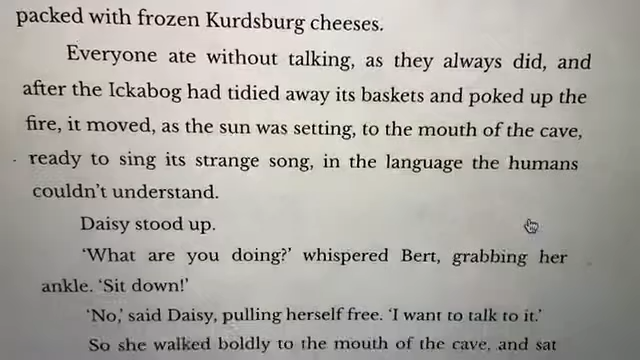 packed with frozen Kurdsburg cheeses.
Everyone ate without talking, as they always did, and
after the Ickabog had tidied away its baskets and poked up the
fire, it moved, as the sun was setting, to the mouth of the cave,
ready to sing its strange song, in the language the humans
couldn't understand.
Daisy stood up.
'What are you doing?' whispered Bert, grabbing her
ankle. 'Sit down!'
'No,' said Daisy, pulling herself free. 'I want to talk to it.'
So she walked boldly to the mouth of the cave, and sat